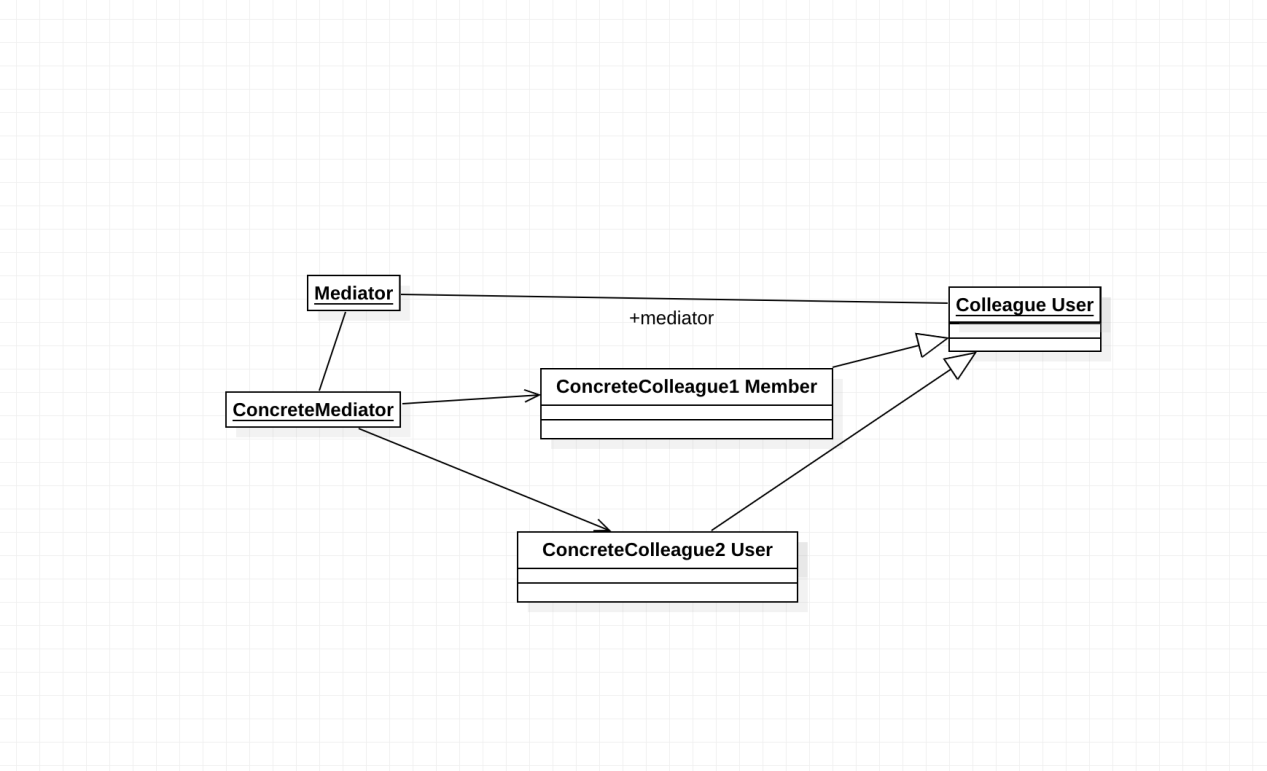 Mediator
Colleague User
+mediator
ConcreteColleague1 Member
ConcreteMediator
ConcreteColleague2 User